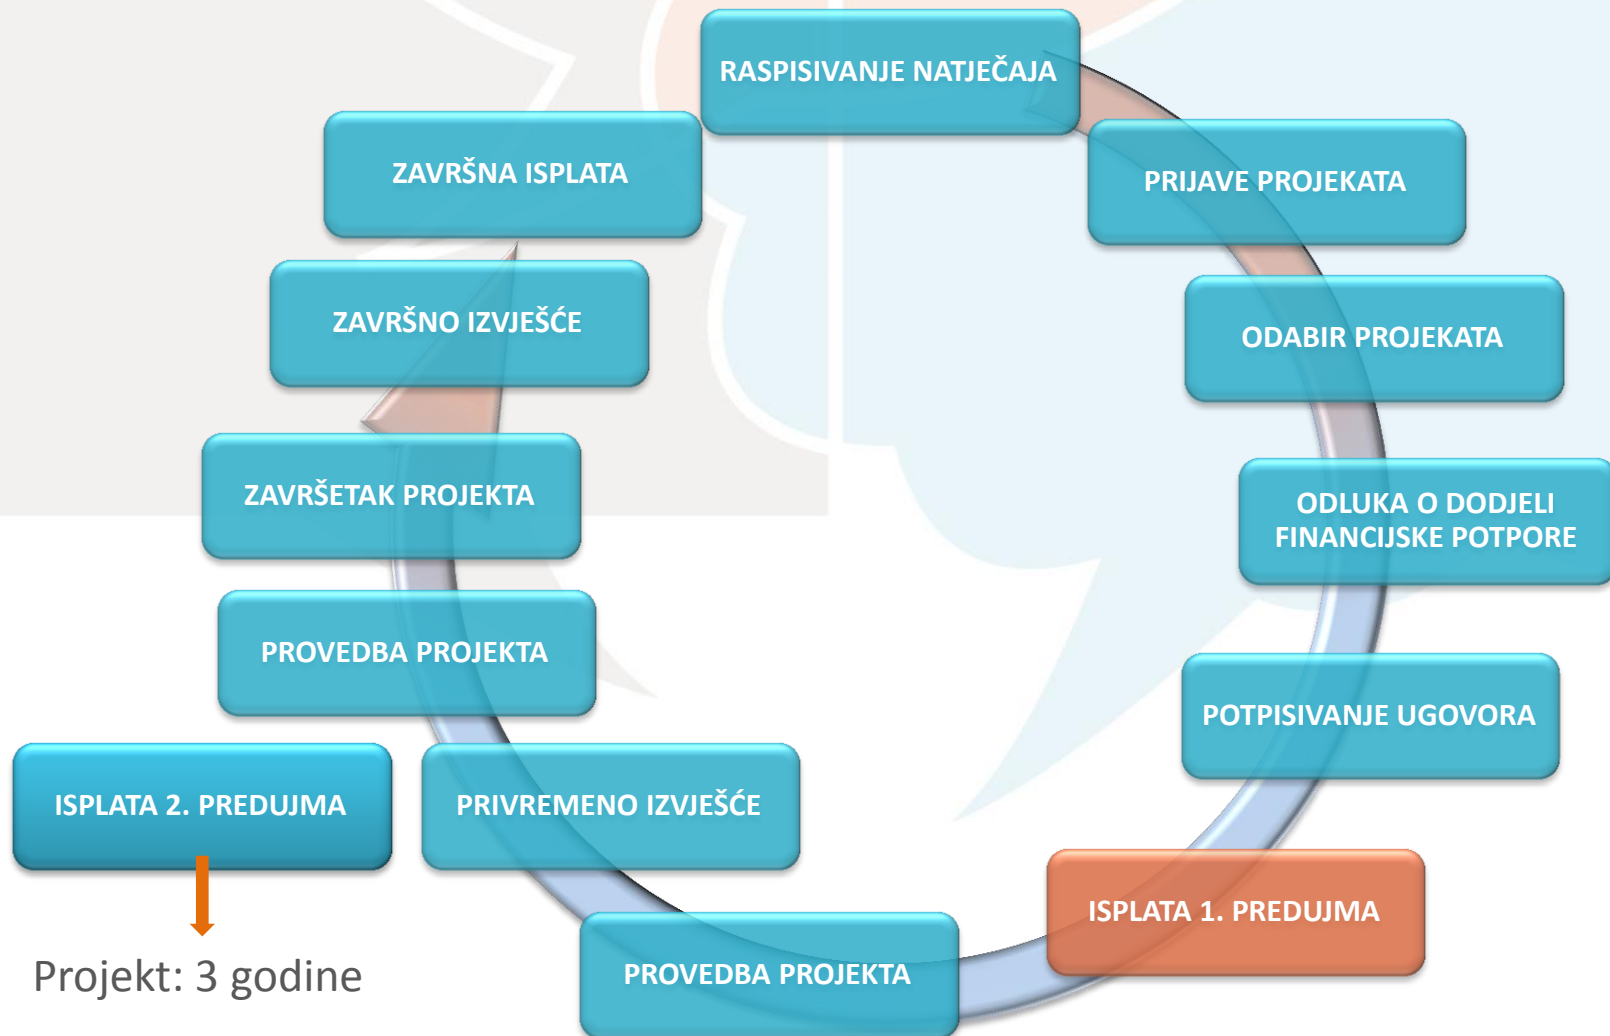 RASPISIVANJE NATJEČAJA
PRIJAVE PROJEKATA
ODABIR PROJEKATA
ODLUKA O DODJELI
FINANCIJSKE POTPORE
POTPISIVANJE UGOVORA
ISPLATA 1. PREDUJMA
PROVEDBA PROJEKTA
PRIVREMENO IZVJEŠĆE
ISPLATA 2. PREDUJMA
Projekt: 3 godine
PROVEDBA PROJEKTA
ZAVRŠETAK PROJEKTA
ZAVRŠNO IZVJEŠĆE
ZAVRŠNA ISPLATA